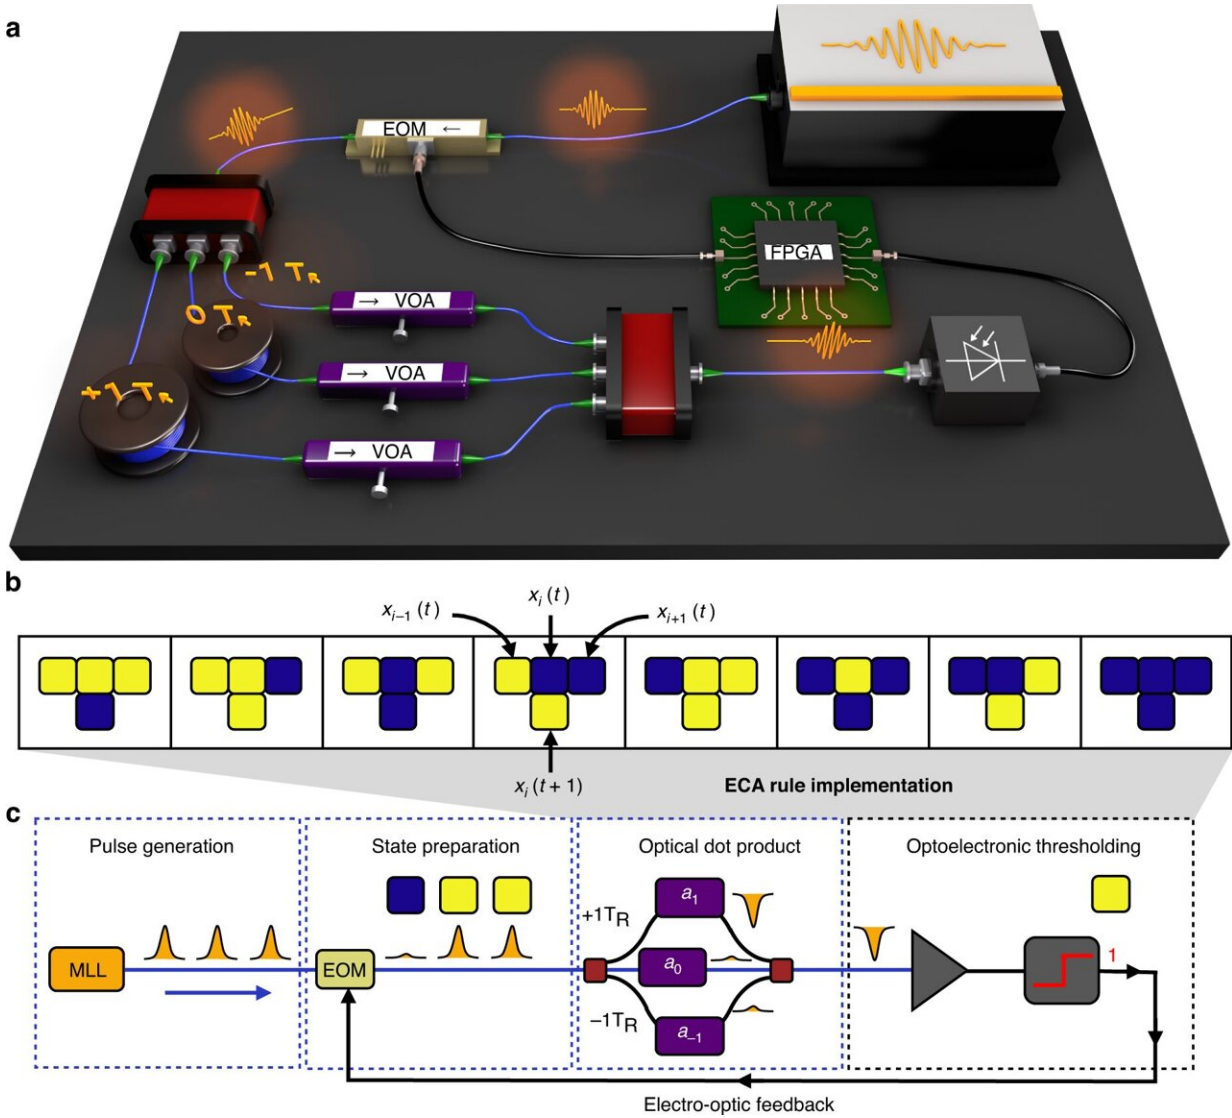 a
EOM ←
FPGA
-1 T_R
0 T_R
+1 T_R
→ VOA
→ VOA
→ VOA
b
x_{i–1} (t)
x_i (t)
x_{i+1} (t)
x_i (t + 1)
ECA rule implementation
c
Pulse generation
State preparation
Optical dot product
Optoelectronic thresholding
MLL
EOM
+1T_R
a_1
a_0
–1T_R
a_{–1}
1
Electro-optic feedback